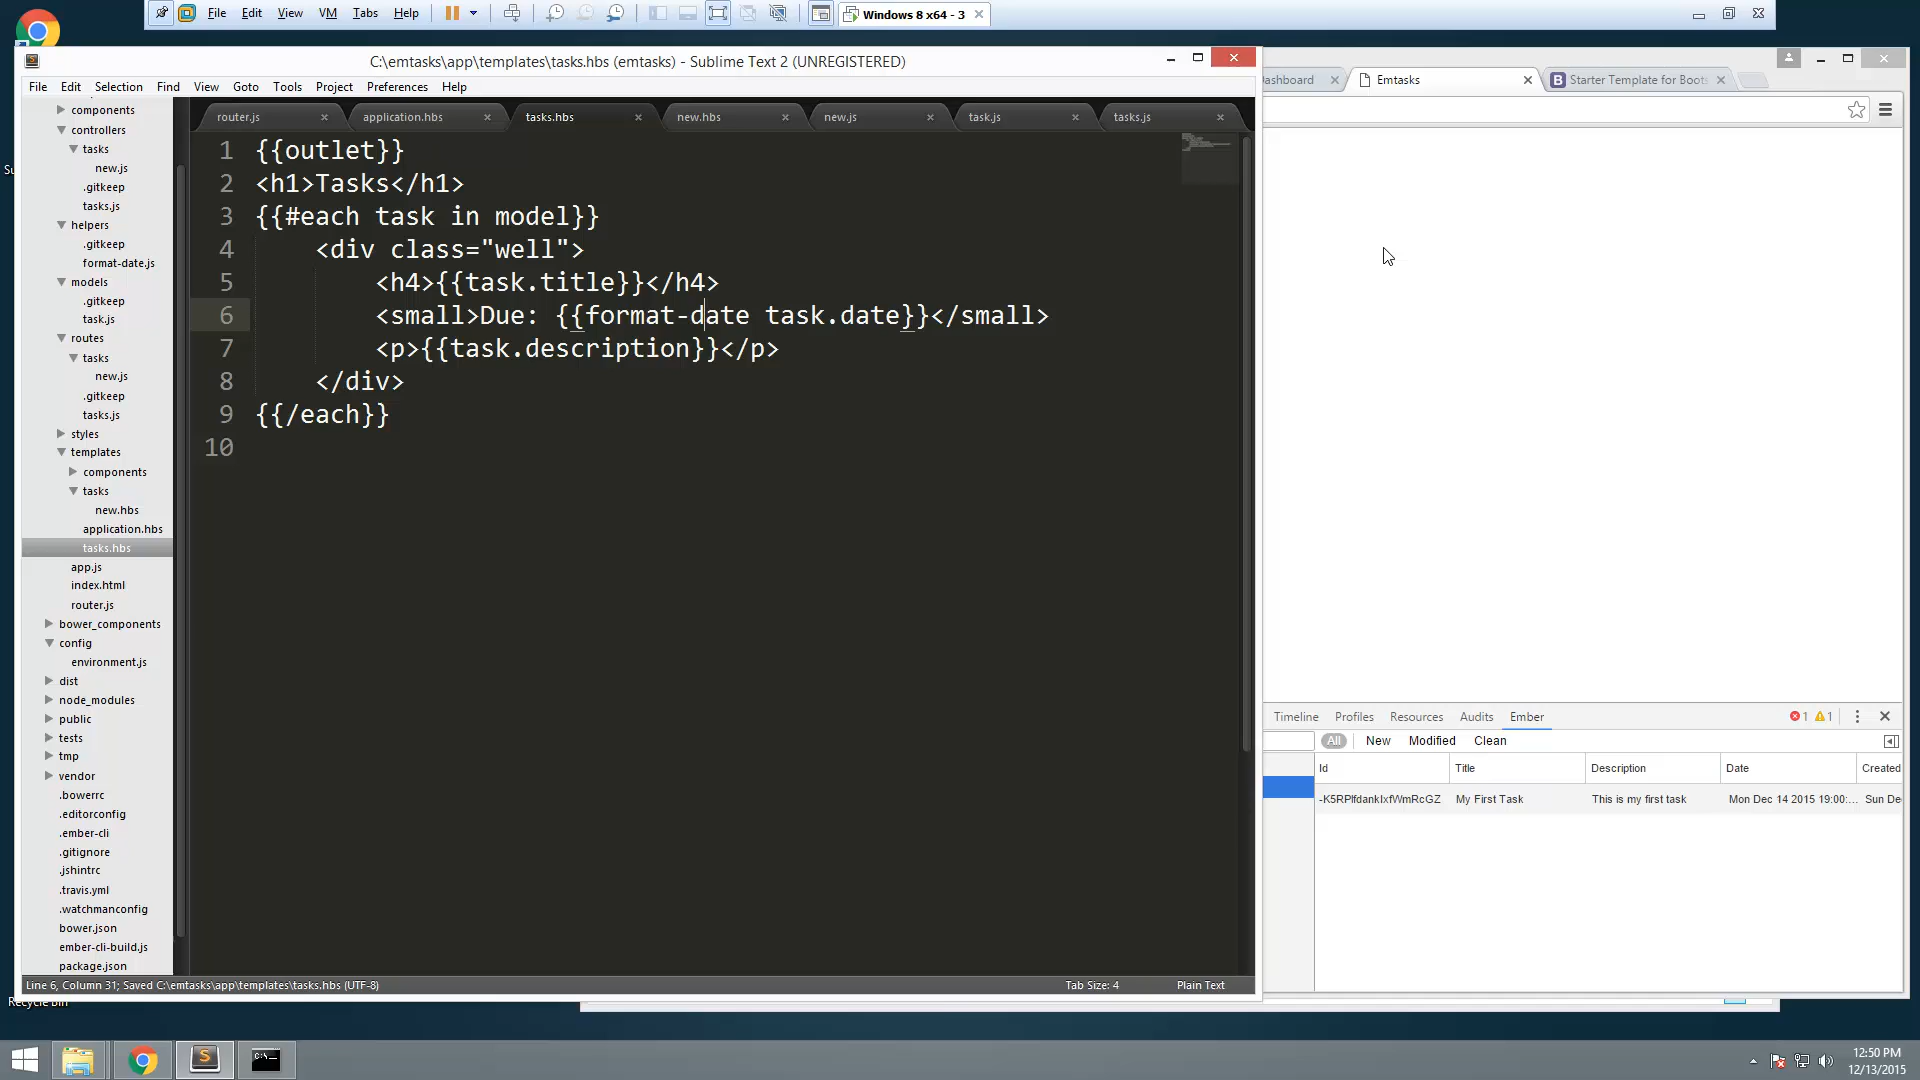 File Edit View VM Tabs Help
Windows 8 x64 - 3
C:\emtasks\app\templates\tasks.hbs (emtasks) - Sublime Text 2 (UNREGISTERED)
File Edit Selection Find View Goto Tools Project Preferences Help
Dashboard Emtasks Starter Template for Boots
router.js application.hbs tasks.hbs new.hbs new.js task.js tasks.js
components
controllers
tasks
new.js
.gitkeep
tasks.js
helpers
.gitkeep
format-date.js
models
.gitkeep
task.js
routes
tasks
new.js
.gitkeep
tasks.js
styles
templates
components
tasks
new.hbs
application.hbs
tasks.hbs
app.js
index.html
router.js
bower_components
config
environment.js
dist
node_modules
public
tests
tmp
vendor
.bowerrc
.editorconfig
.ember-cli
.gitignore
.jshintrc
.travis.yml
.watchmanconfig
bower.json
ember-cli-build.js
package.json
1 {{outlet}}
2 <h1>Tasks</h1>
3 {{#each task in model}}
4 <div class="well">
5 <h4>{{task.title}}</h4>
6 <small>Due: {{format-date task.date}}</small>
7 <p>{{task.description}}</p>
8 </div>
9 {{/each}}
10
Timeline Profiles Resources Audits Ember 1 1
All New Modified Clean
Id Title Description Date Created
My First Task This is my first task Mon Dec 14 2015 19:00:... Sun De
Line 6, Column 31; Saved C:\emtasks\app\templates\tasks.hbs (UTF-8) Tab Size: 4 Plain Text
Recycle Bin
12:50 PM
12/13/2015